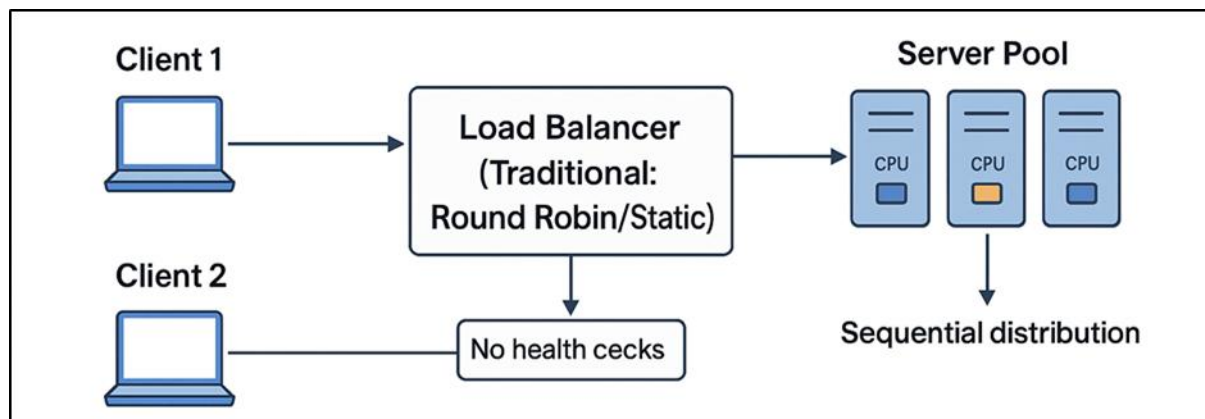 Client 1
Load Balancer
(Traditional:
Round Robin/Static)
Server Pool
CPU
CPU
CPU
Client 2
No health cecks
Sequential distribution